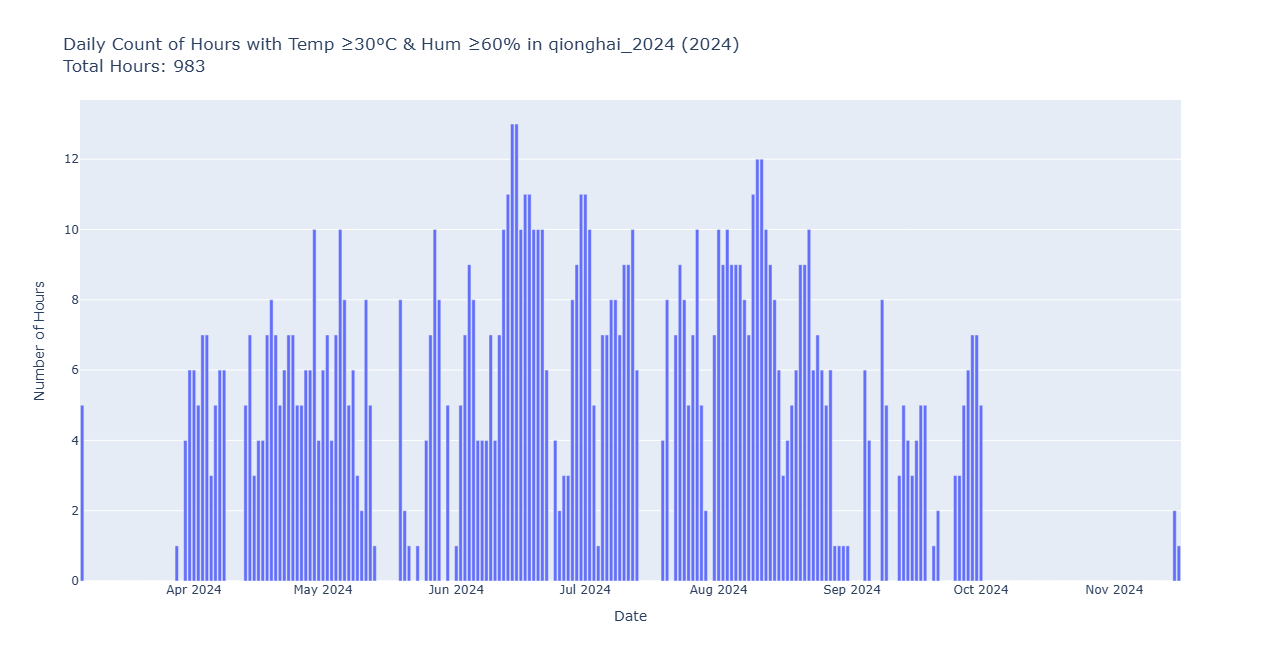 Daily Count of Hours with Temp ≥30ºC & Hum ≥60% in qionghai_2024 (2024)
Total Hours: 983
Number of Hours
12
10
8
6
4
2
0
Apr 2024 May 2024 Jun 2024 Jul 2024 Aug 2024 Sep 2024 Oct 2024 Nov 2024
Date